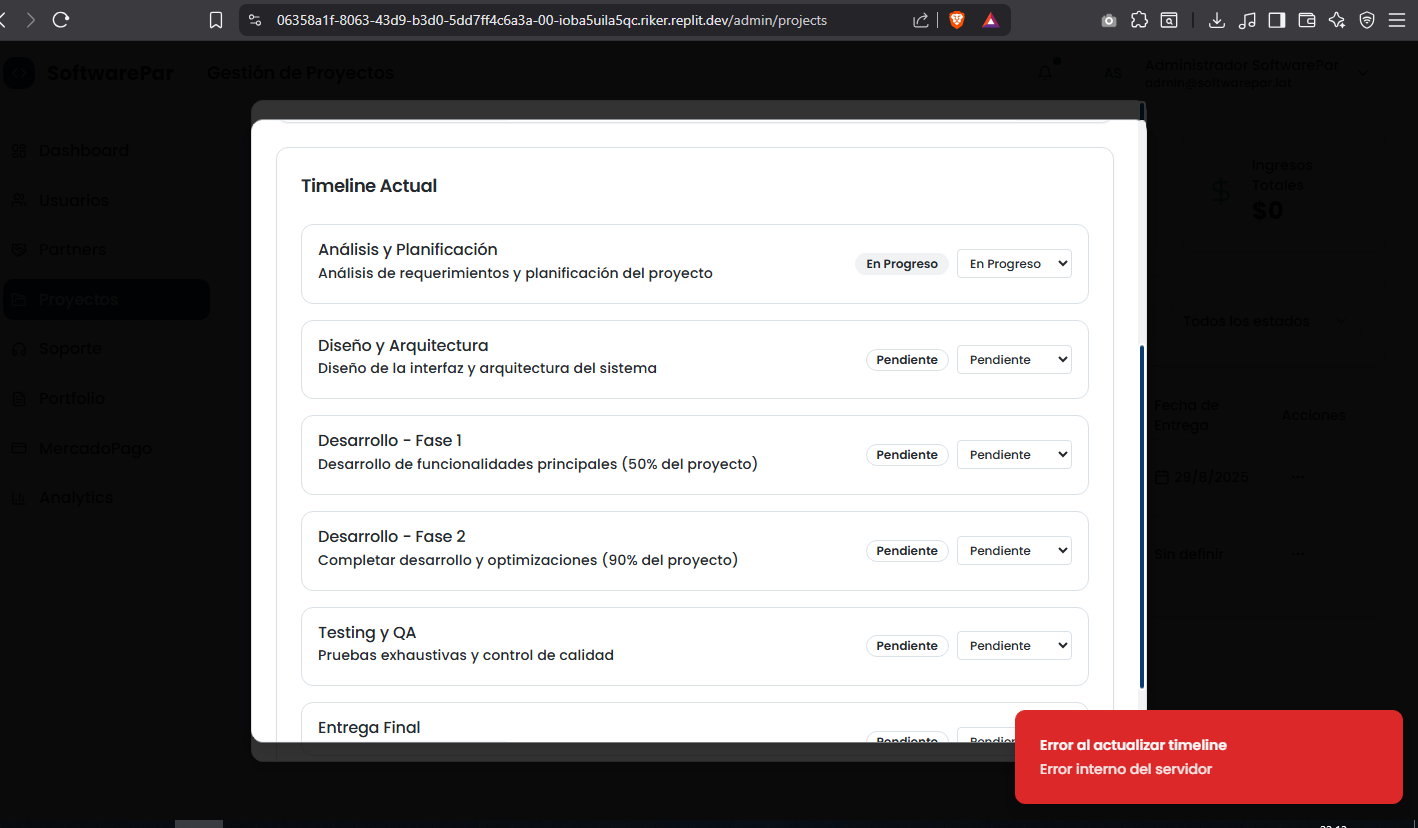 06358a1f-8063-43d9-b3d0-5dd7ff4c6a3a-00-ioba5uila5qc.riker.replit.dev/admin/projects
SoftwarePar
Gestión de Proyectos
AS
Administrador SoftwarePar
admin@softwarepar.lat
Dashboard
Usuarios
Partners
Proyectos
Soporte
Portfolio
MercadoPago
Analytics
Ingresos
Totales
$0
Todos los estados
Fecha de
Entrega
Acciones
29/8/2025
Sin definir
Timeline Actual
Análisis y Planificación
Análisis de requerimientos y planificación del proyecto
En Progreso
En Progreso
Diseño y Arquitectura
Diseño de la interfaz y arquitectura del sistema
Pendiente
Pendiente
Desarrollo - Fase 1
Desarrollo de funcionalidades principales (50% del proyecto)
Pendiente
Pendiente
Desarrollo - Fase 2
Completar desarrollo y optimizaciones (90% del proyecto)
Pendiente
Pendiente
Testing y QA
Pruebas exhaustivas y control de calidad
Pendiente
Pendiente
Entrega Final
Pendiente
Error al actualizar timeline
Error interno del servidor